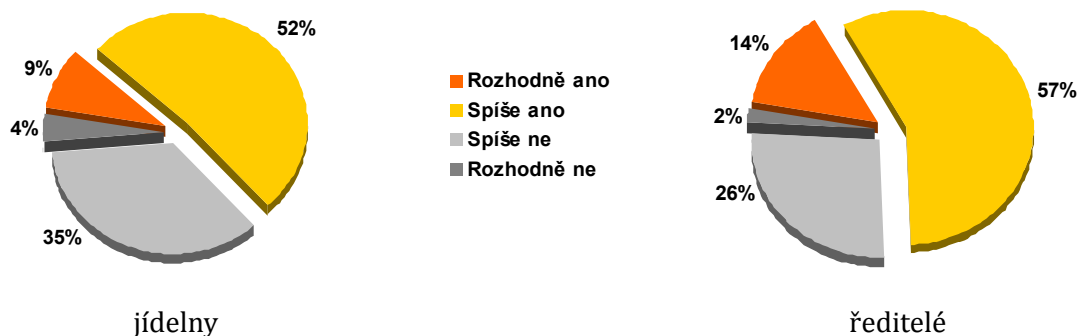 52%
9%
4%
35%
Rozhodně ano
Spíše ano
Spíše ne
Rozhodně ne
14%
57%
2%
26%
jídelny
ředitelé